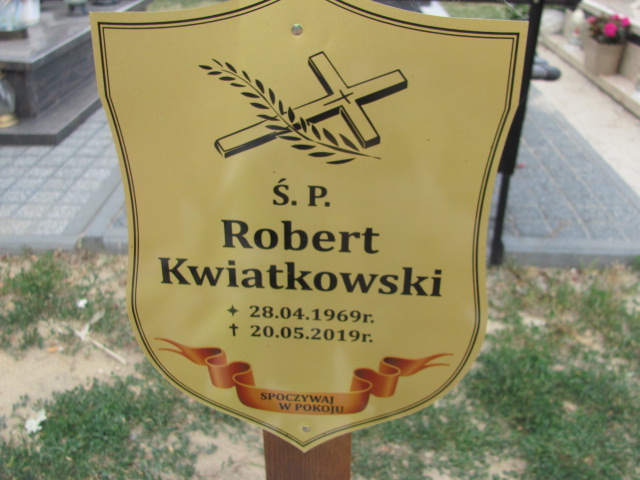 Ś. P.
Robert
Kwiatkowski
✦ 28.04.1969r.
✝ 20.05.2019r.
SPOCZYWAJ
W POKOJU